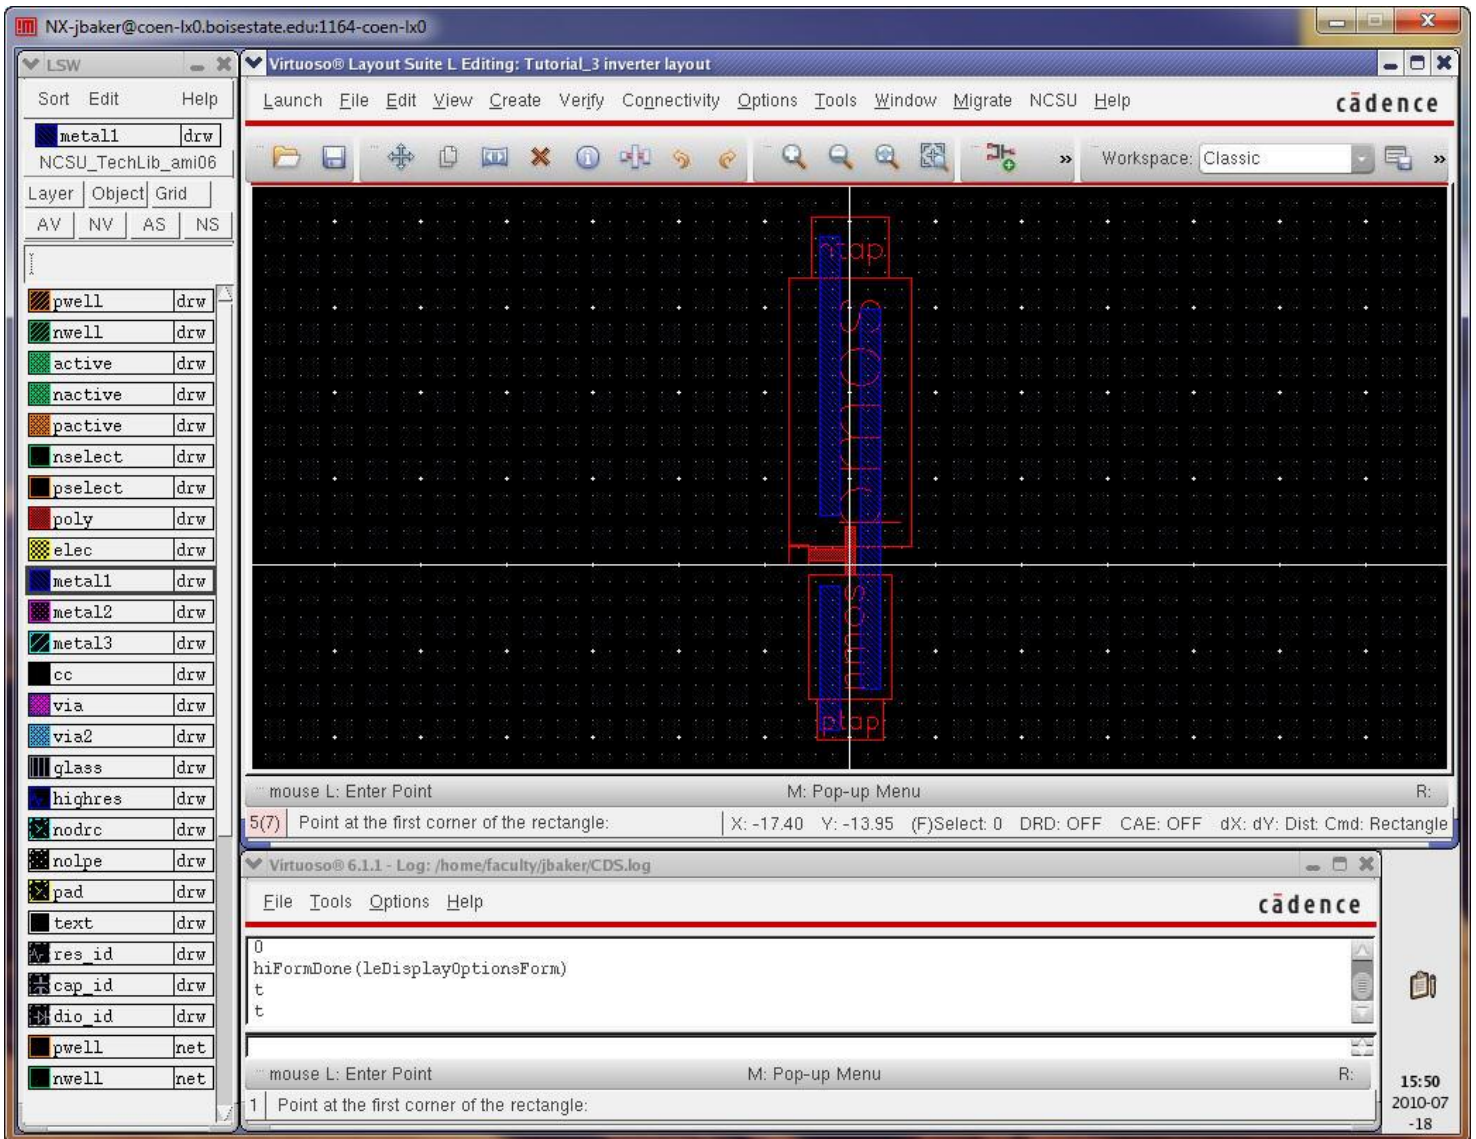 NX-jbaker@coen-lx0.boisestate.edu:1164-coen-lx0
LSW
Sort Edit Help
metal1 drw
NCSU_TechLib_ami06
Layer Object Grid
AV NV AS NS
pwell drw
nwell drw
active drw
nactive drw
pactive drw
nselect drw
pselect drw
poly drw
elec drw
metal1 drw
metal2 drw
metal3 drw
cc drw
via drw
via2 drw
glass drw
highres drw
nodrc drw
nolpe drw
pad drw
text drw
res_id drw
cap_id drw
dio_id drw
pwell net
nwell net
Virtuoso® Layout Suite L Editing: Tutorial_3 inverter layout
Launch File Edit View Create Verify Connectivity Options Tools Window Migrate NCSU Help
cādence
» Workspace: Classic »
ntap
pmos
nmos
ptap
mouse L: Enter Point M: Pop-up Menu R:
5(7) Point at the first corner of the rectangle: X: -17.40 Y: -13.95 (F)Select: 0 DRD: OFF CAE: OFF dX: dY: Dist: Cmd: Rectangle
Virtuoso® 6.1.1 - Log: /home/faculty/jbaker/CDS.log
File Tools Options Help
cādence
0
hiFormDone(leDisplayOptionsForm)
t
t
mouse L: Enter Point M: Pop-up Menu R:
1 Point at the first corner of the rectangle:
15:50
2010-07
-18